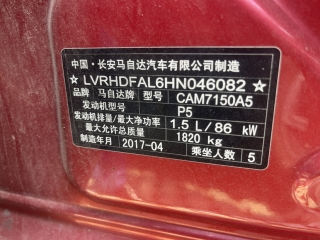 中国·长安马自达汽车有限公司制造
☆LVRHDFAL6HN046082☆
品牌 马自达牌 型号 CAM7150A5
发动机型号 P5
发动机排量/最大净功率 1.5 L/86 kW
最大允许总质量 1820 kg
制造年月 2017-04 乘坐人数 5